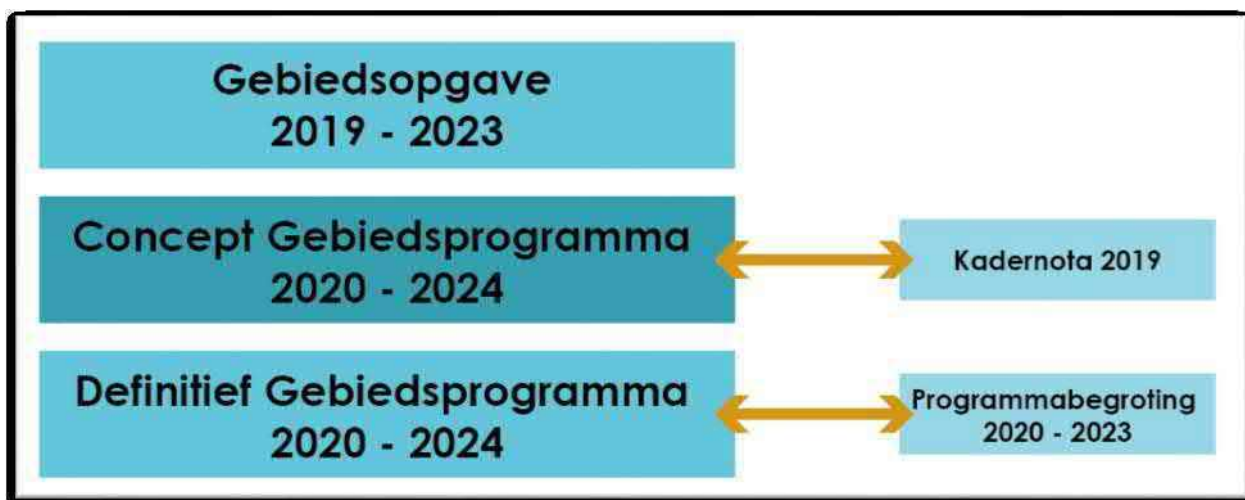 Gebiedsopgave
2019 - 2023
Concept Gebiedsprogramma
2020 - 2024
Kadernota 2019
Definitief Gebiedsprogramma
2020 - 2024
Programmabegroting
2020 - 2023